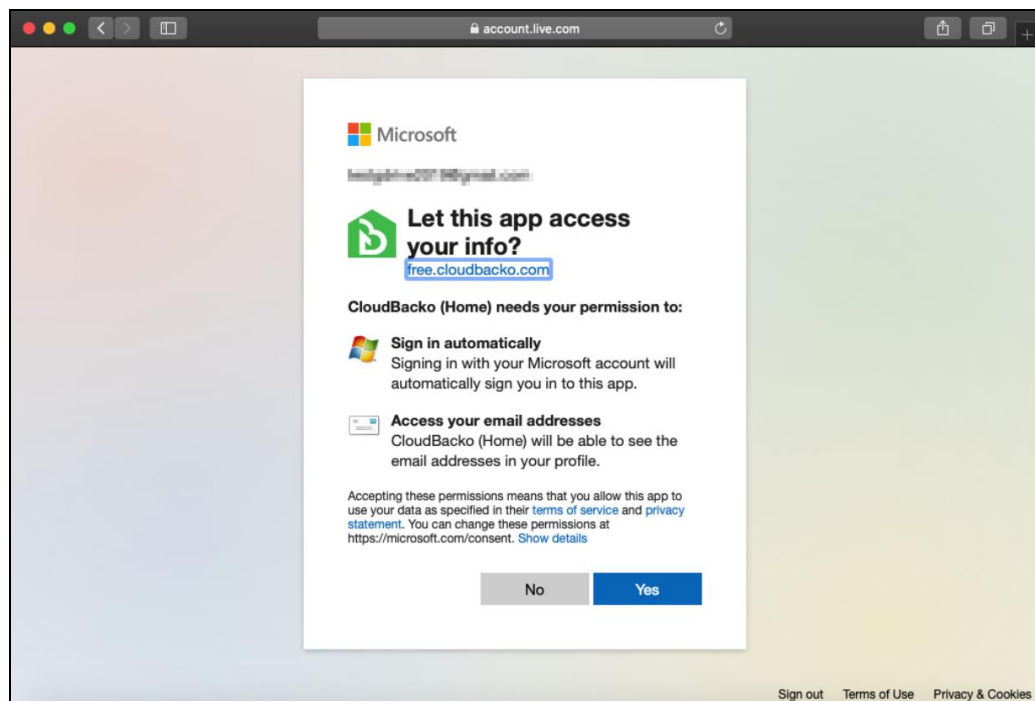 account.live.com
Microsoft
Let this app access
your info?
free.cloudbacko.com
CloudBacko (Home) needs your permission to:
Sign in automatically
Signing in with your Microsoft account will
automatically sign you in to this app.
Access your email addresses
CloudBacko (Home) will be able to see the
email addresses in your profile.
Accepting these permissions means that you allow this app to
use your data as specified in their terms of service and privacy
statement. You can change these permissions at
https://microsoft.com/consent. Show details
No Yes
Sign out Terms of Use Privacy & Cookies